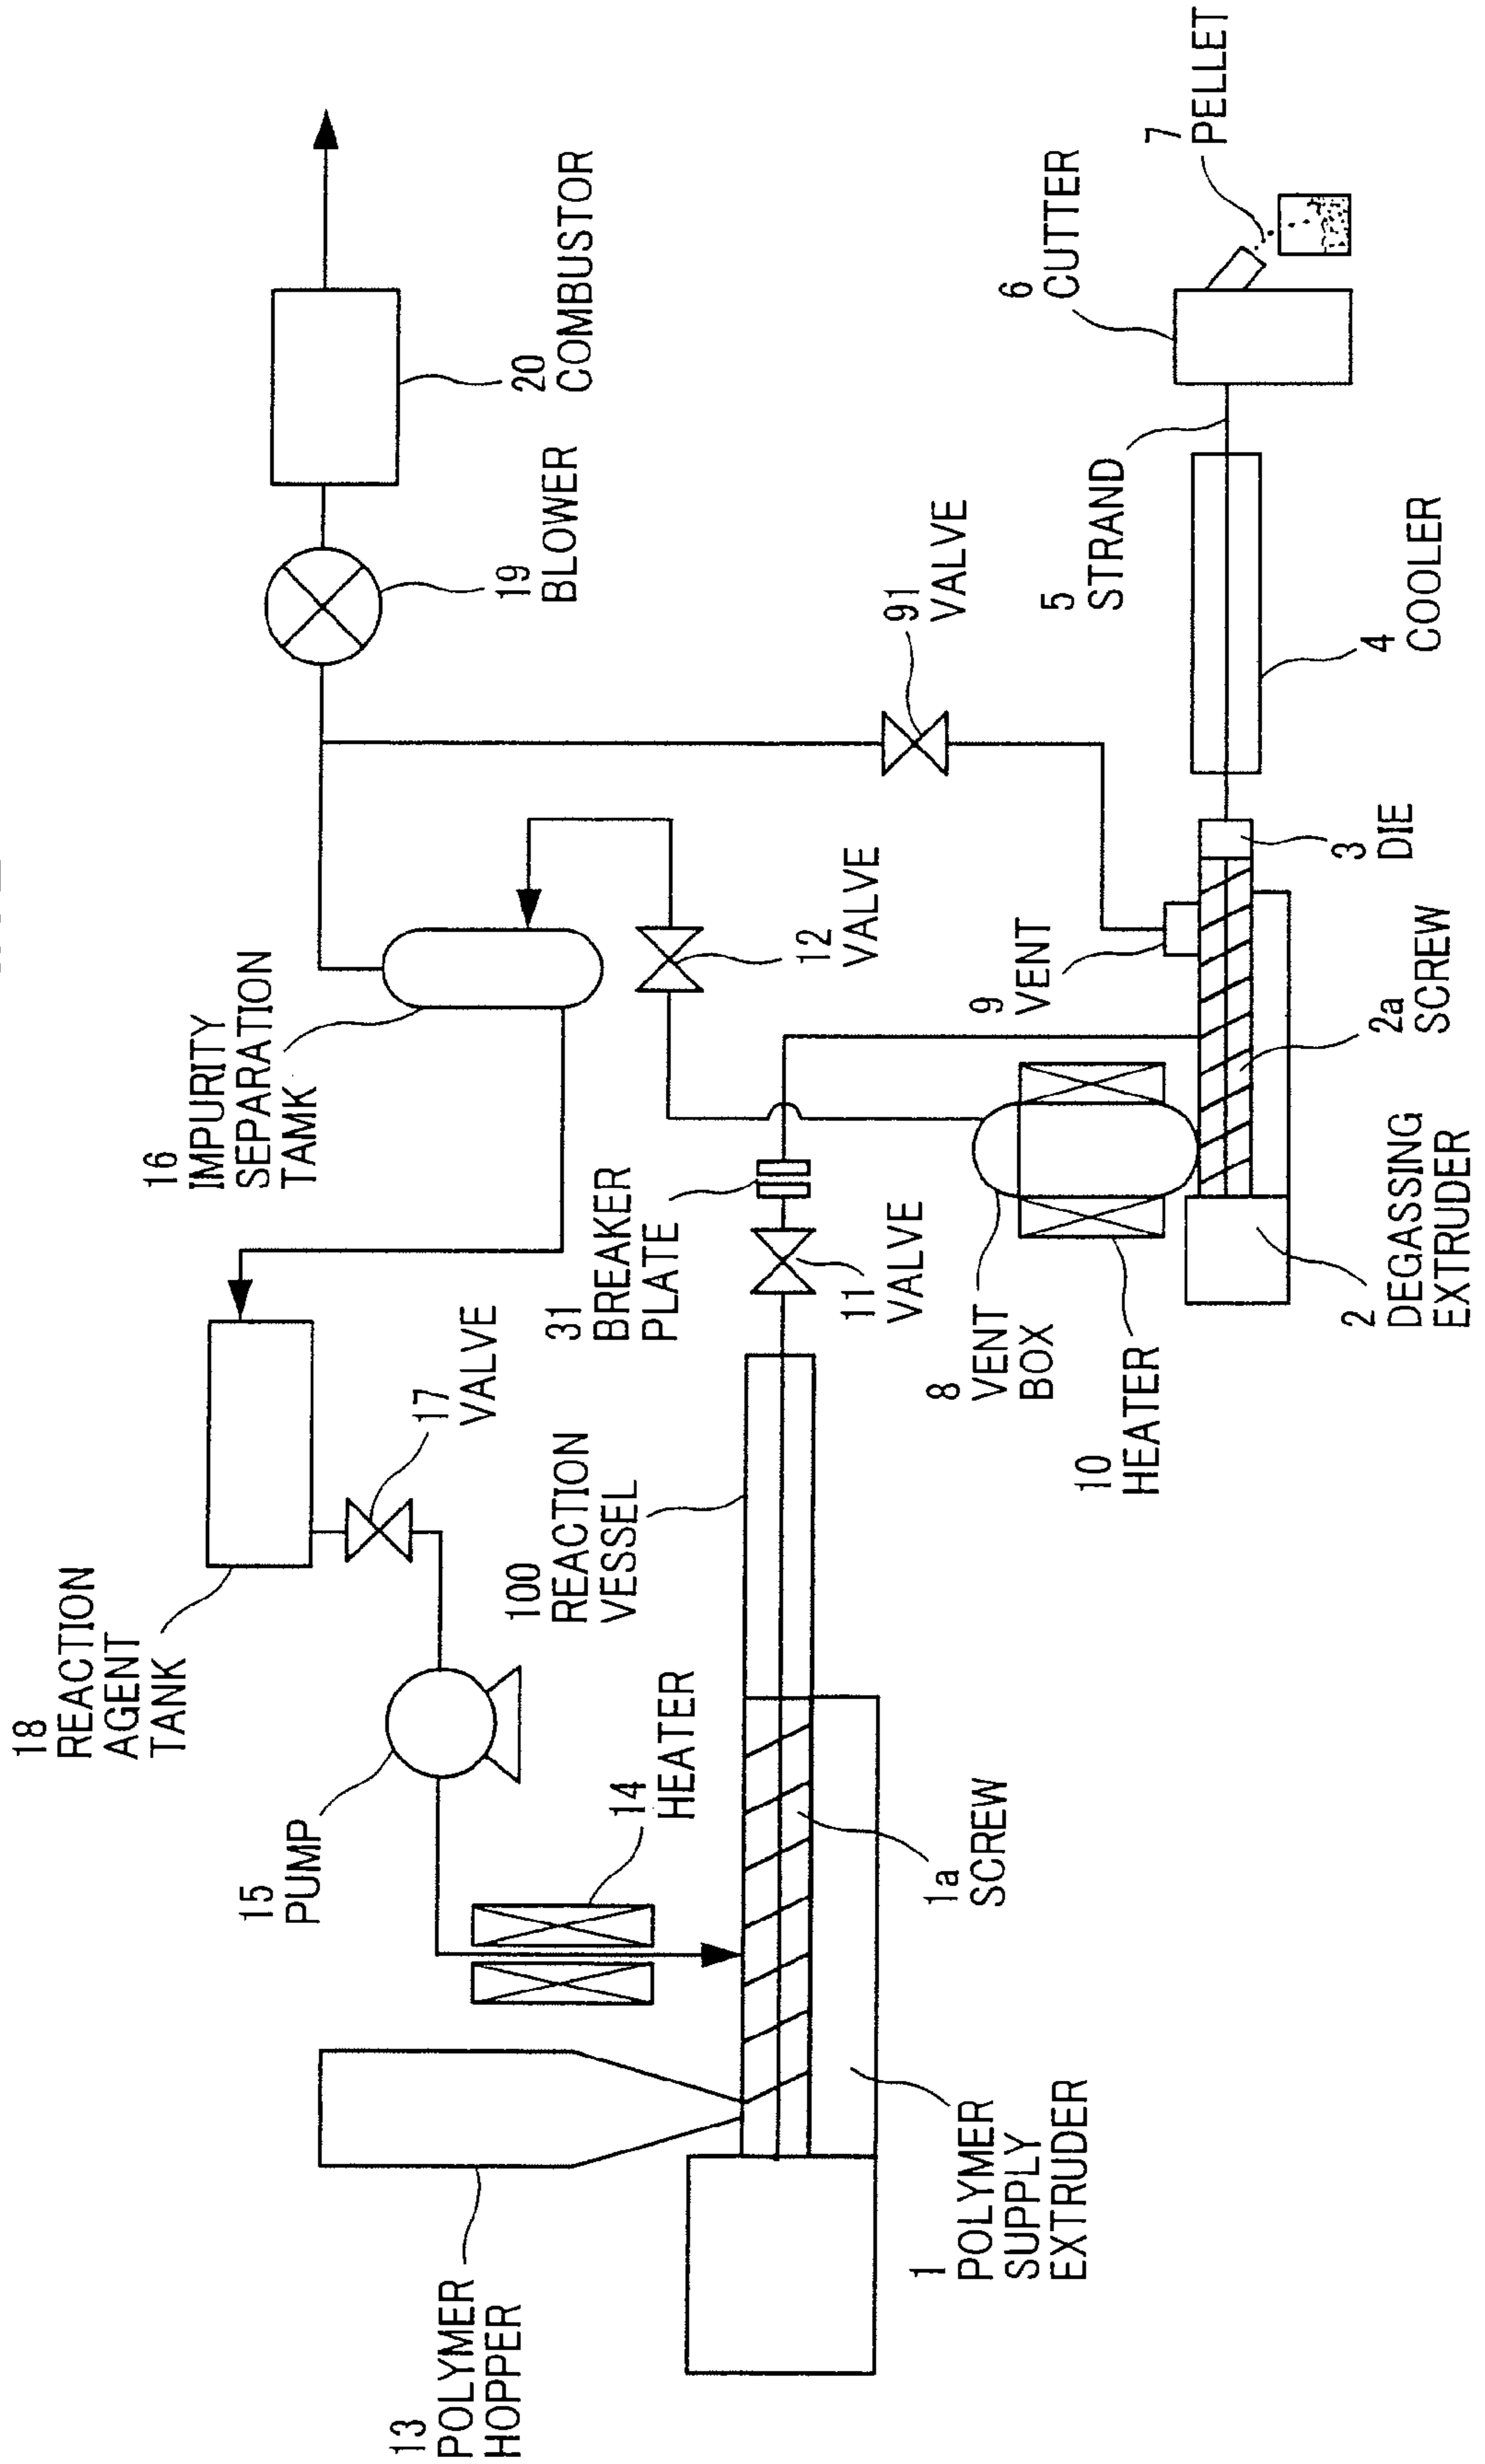 18
REACTION
AGENT
TANK
16
IMPURITY
SEPARATION
TAMK
20
COMBUSTOR
19
BLOWER
17
VALVE
15
PUMP
14
HEATER
13
POLYMER
HOPPER
100
REACTION
VESSEL
31
BREAKER
PLATE
12
VALVE
91
VALVE
11
VALVE
1a
SCREW
1
POLYMER
SUPPLY
EXTRUDER
8
VENT
BOX
9
VENT
10
HEATER
5
STRAND
6
CUTTER
7
PELLET
2
DEGASSING
EXTRUDER
2a
SCREW
3
DIE
4
COOLER